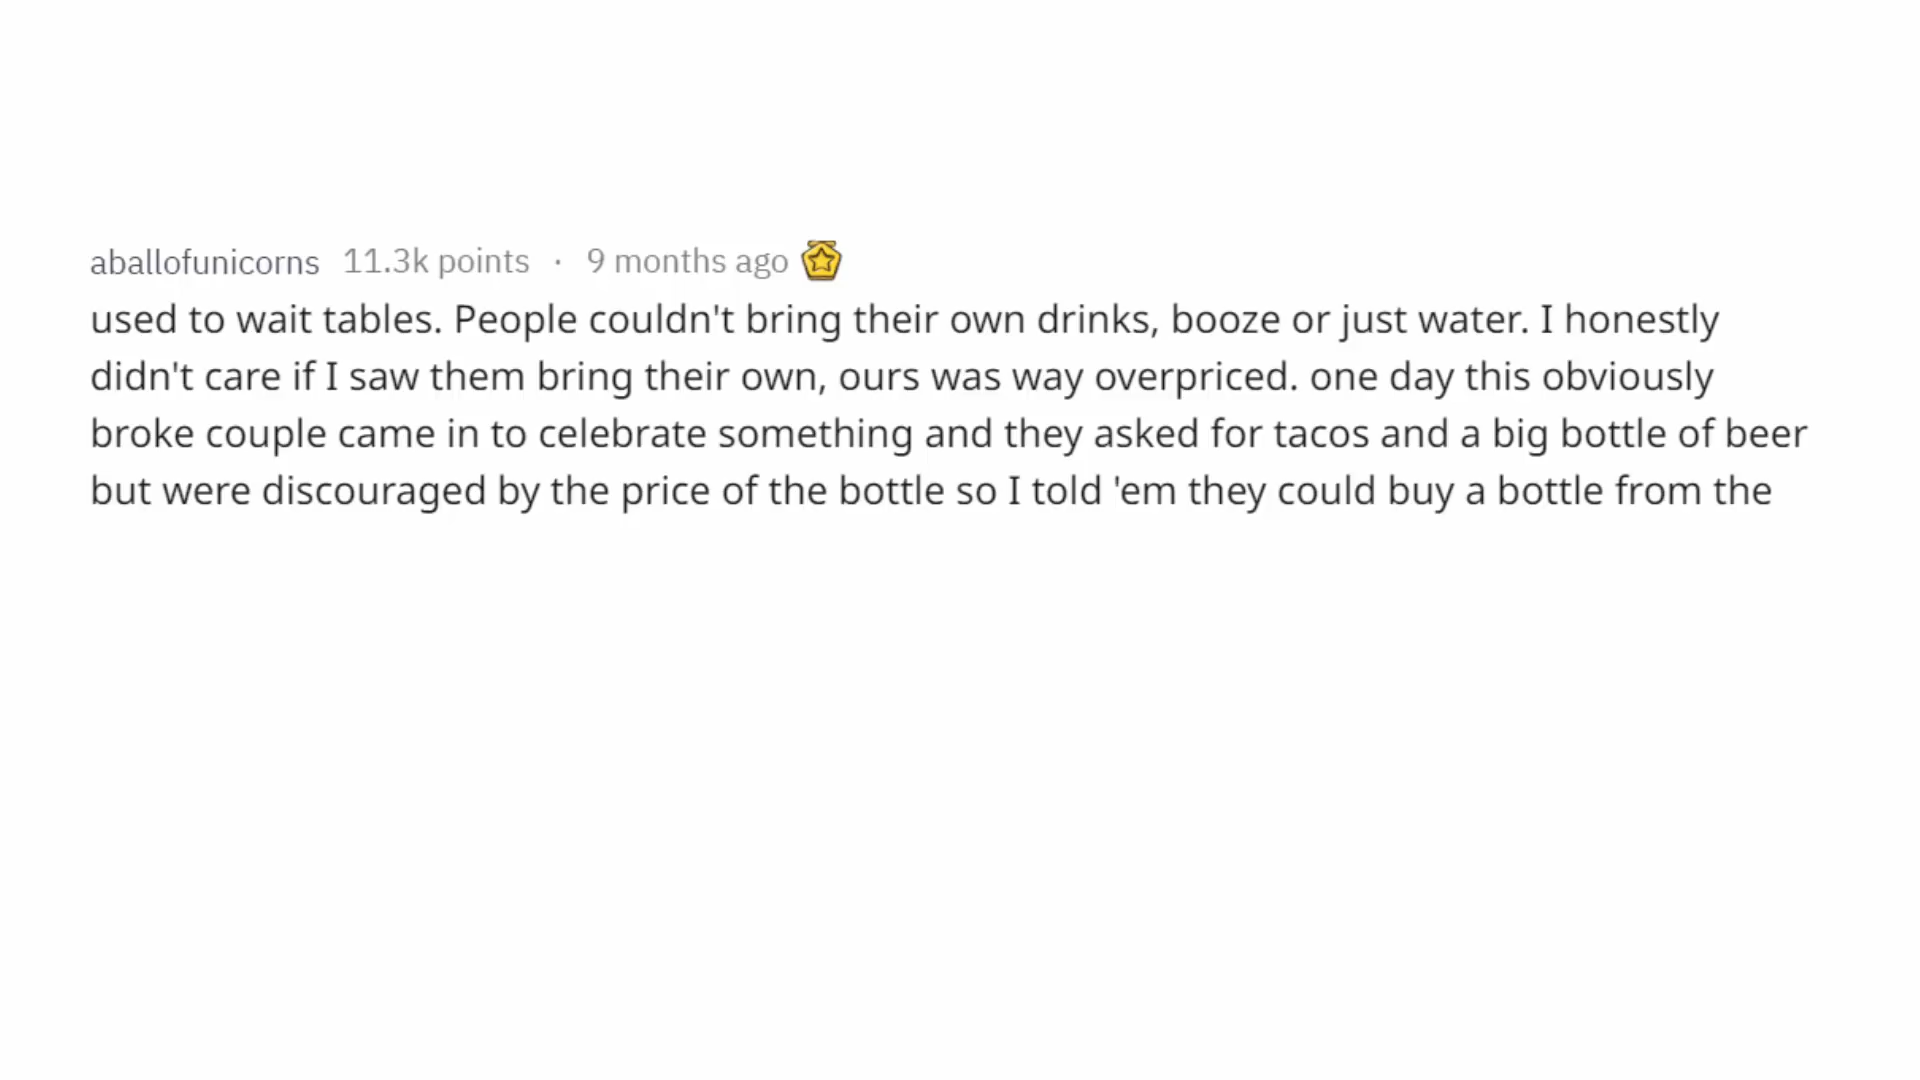 aballofunicorns 11.3k points · 9 months ago
used to wait tables. People couldn't bring their own drinks, booze or just water. I honestly
didn't care if I saw them bring their own, ours was way overpriced. one day this obviously
broke couple came in to celebrate something and they asked for tacos and a big bottle of beer
but were discouraged by the price of the bottle so I told 'em they could buy a bottle from the